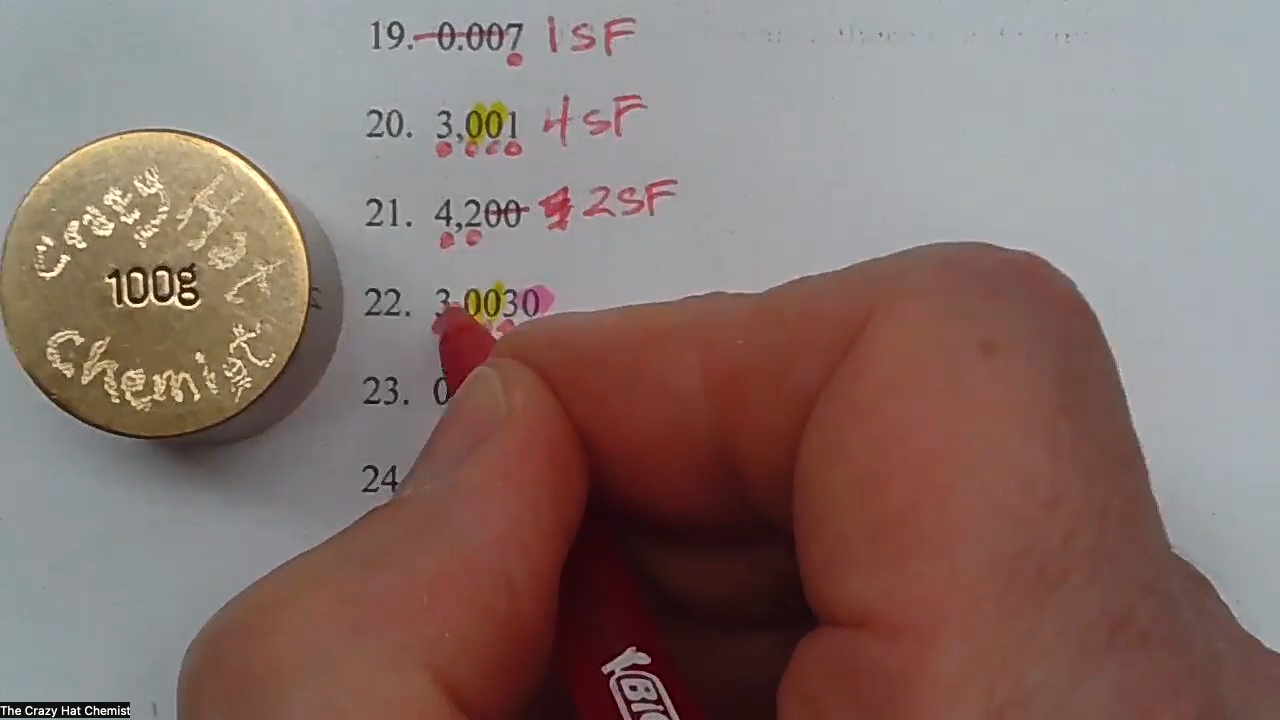 19. 0.007 1SF
20. 3,001 4SF
21. 4,200 2SF
22. 3.0030
23. 0
24
Crazy Hat
100g
Chemist
BIC
The Crazy Hat Chemist